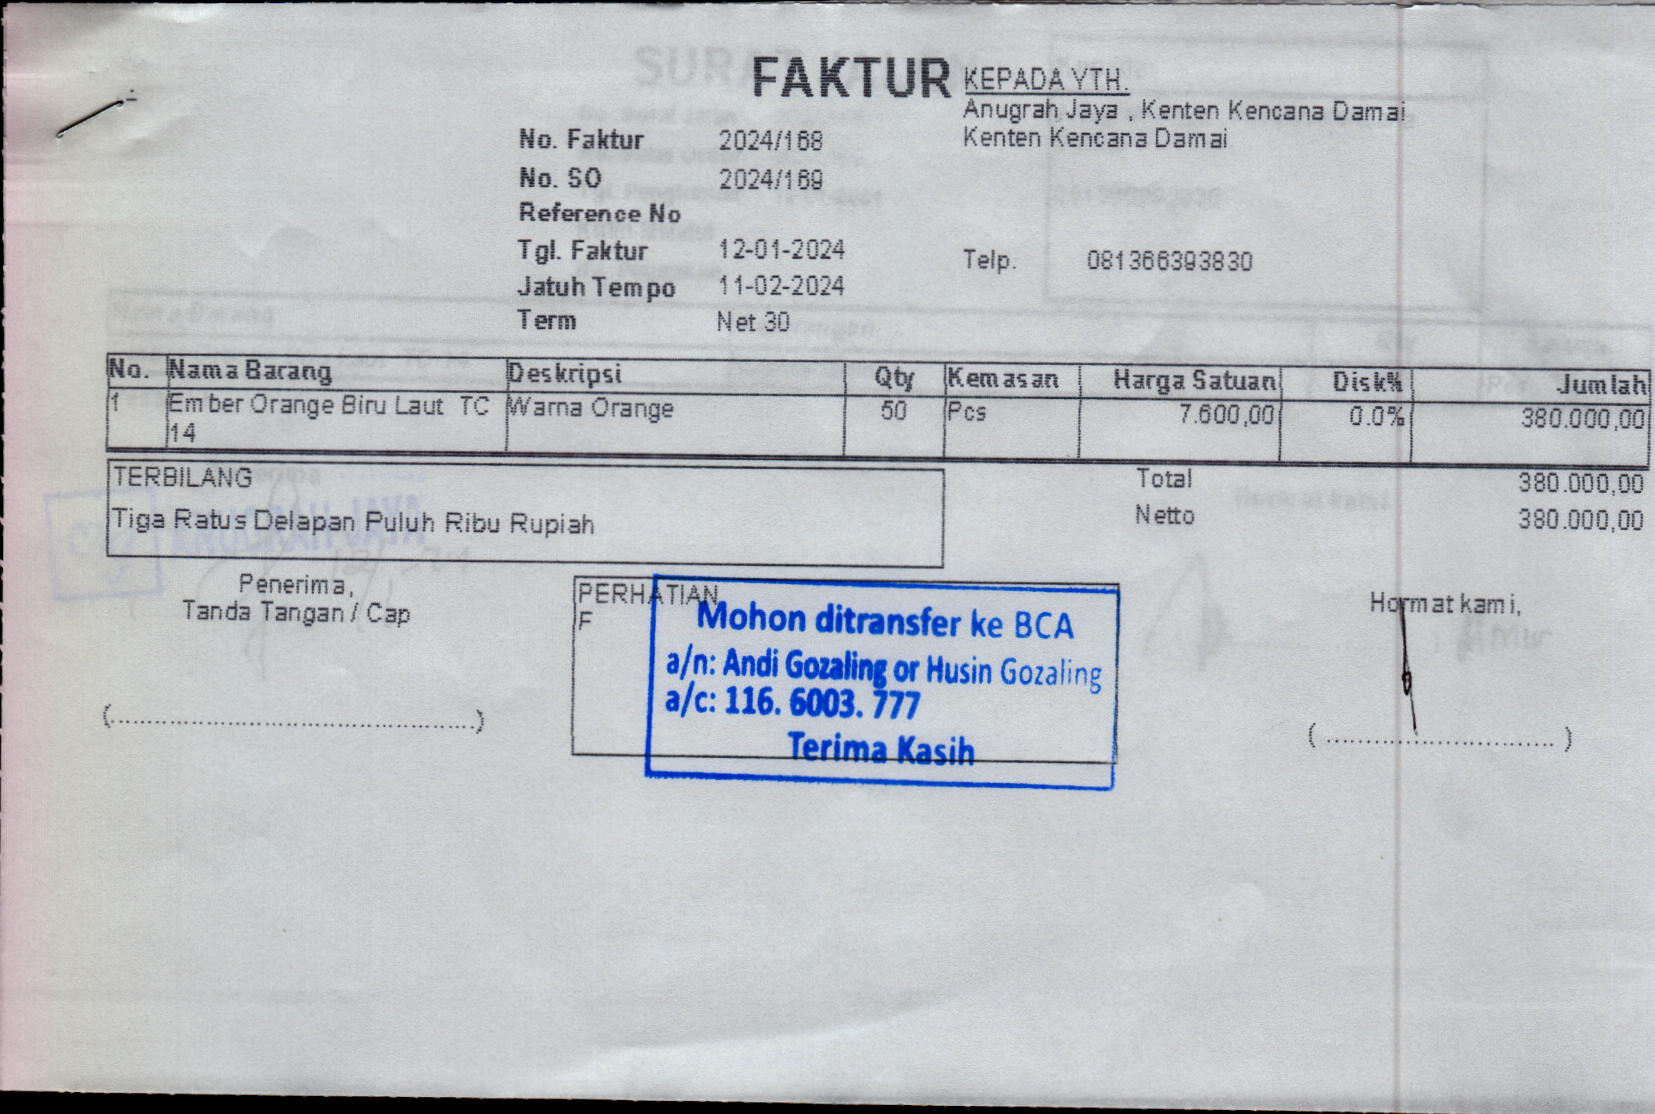 FAKTUR
KEPADA YTH.
Anugrah Jaya , Kenten Kencana Damai
Kenten Kencana Damai
No. Faktur 2024/168
No. SO 2024/169
Reference No
Tgl. Faktur 12-01-2024
Telp. 081366393830
Jatuh Tempo 11-02-2024
Term Net 30
No. Nama Barang Deskripsi Qty Kemasan Harga Satuan Disk% Jumlah
1 Ember Orange Biru Laut TC Warna Orange 50 Pcs 7.600,00 0.0% 380.000,00
14
TERBILANG
Tiga Ratus Delapan Puluh Ribu Rupiah
Total 380.000,00
Netto 380.000,00
Penerima,
Tanda Tangan / Cap
(..................................................)
PERHATIAN
F
Mohon ditransfer ke BCA
a/n: Andi Gozaling or Husin Gozaling
a/c: 116. 6003. 777
Terima Kasih
Hormat kami,
( ............................... )